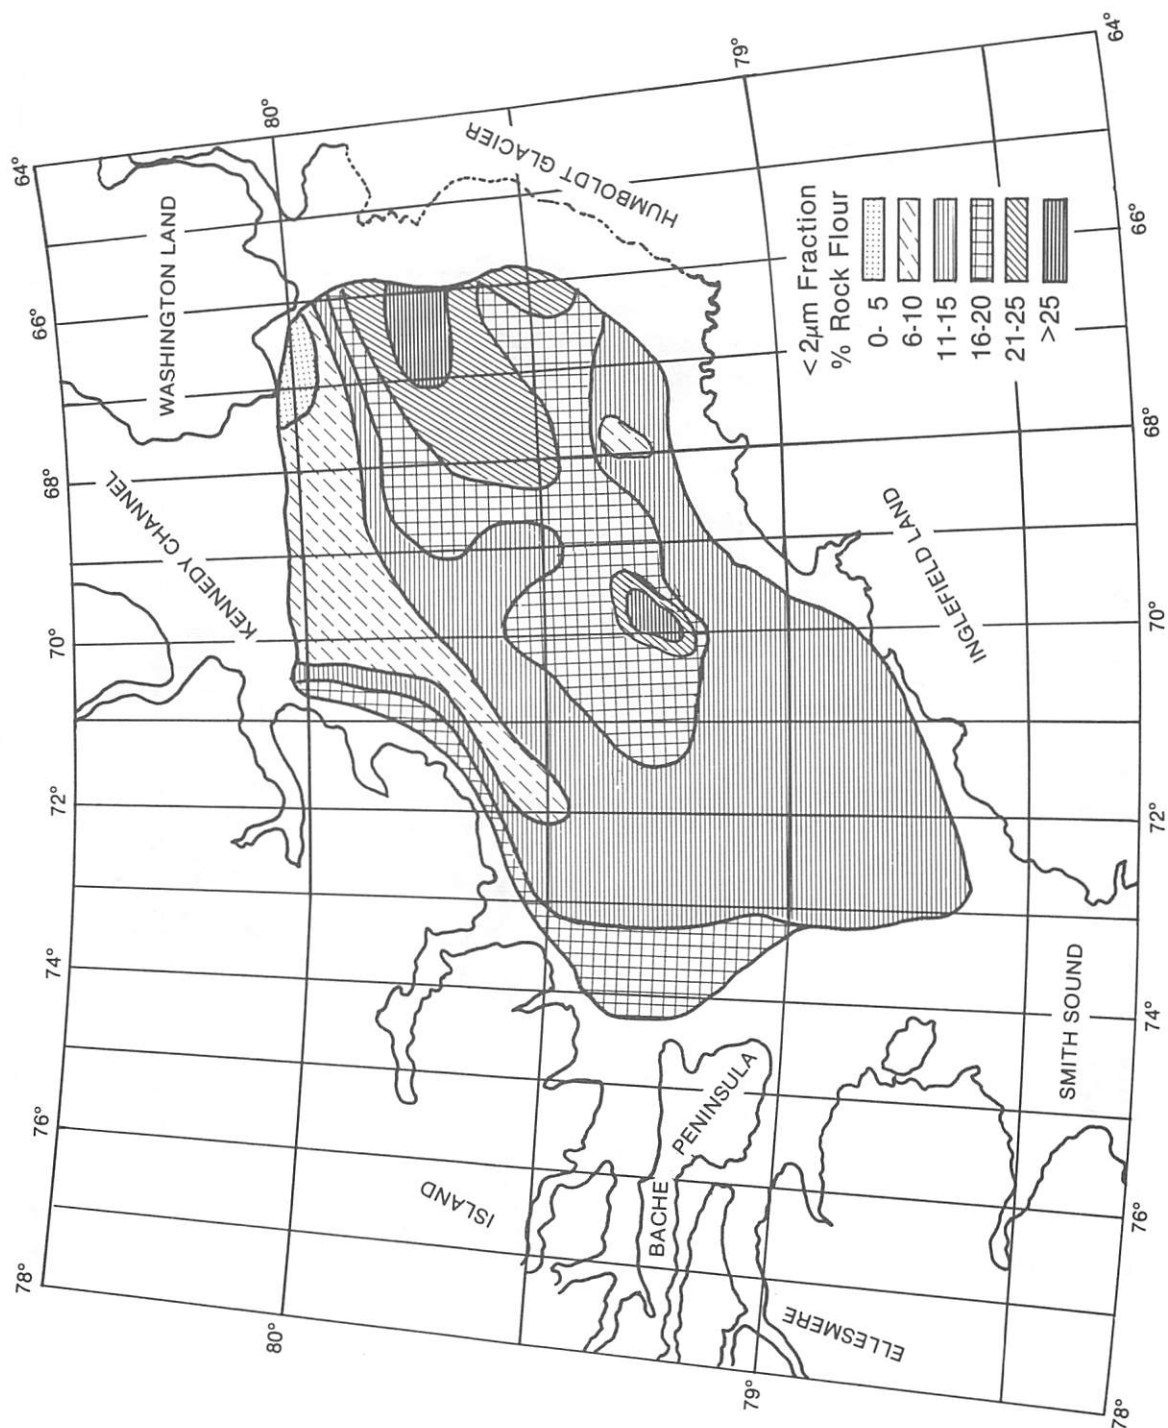 64°
66°
68°
70°
72°
74°
76°
78°
80°
80°
79°
79°
64°
66°
68°
70°
72°
74°
76°
78°
WASHINGTON LAND
KENNEDY CHANNEL
HUMBOLDT GLACIER
INGLEFIELD LAND
SMITH SOUND
BACHE PENINSULA
ELLESMERE ISLAND
< 2µm Fraction
% Rock Flour
0- 5
6-10
11-15
16-20
21-25
>25